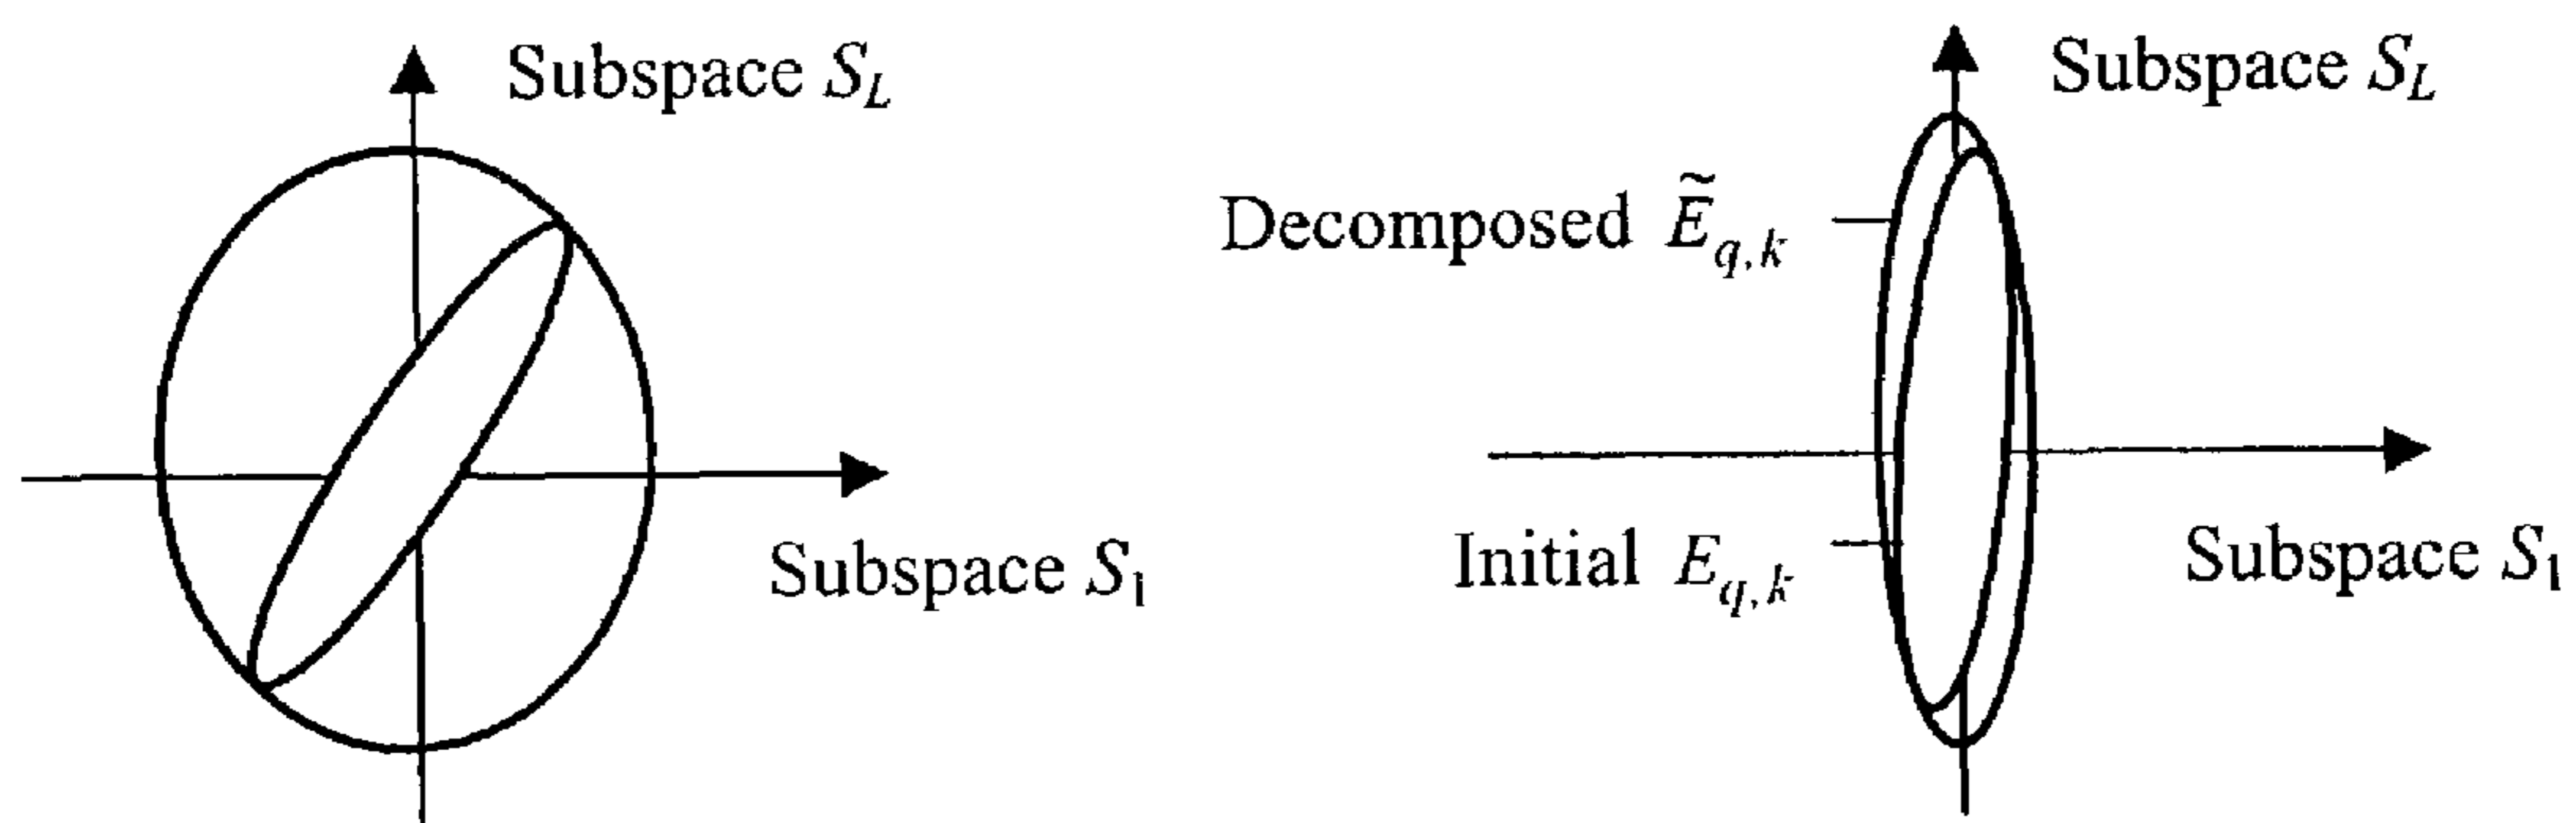 Subspace S_L
Subspace S_1
Subspace S_L
Decomposed Ẽ_{q,k}
Initial E_{q,k}
Subspace S_1